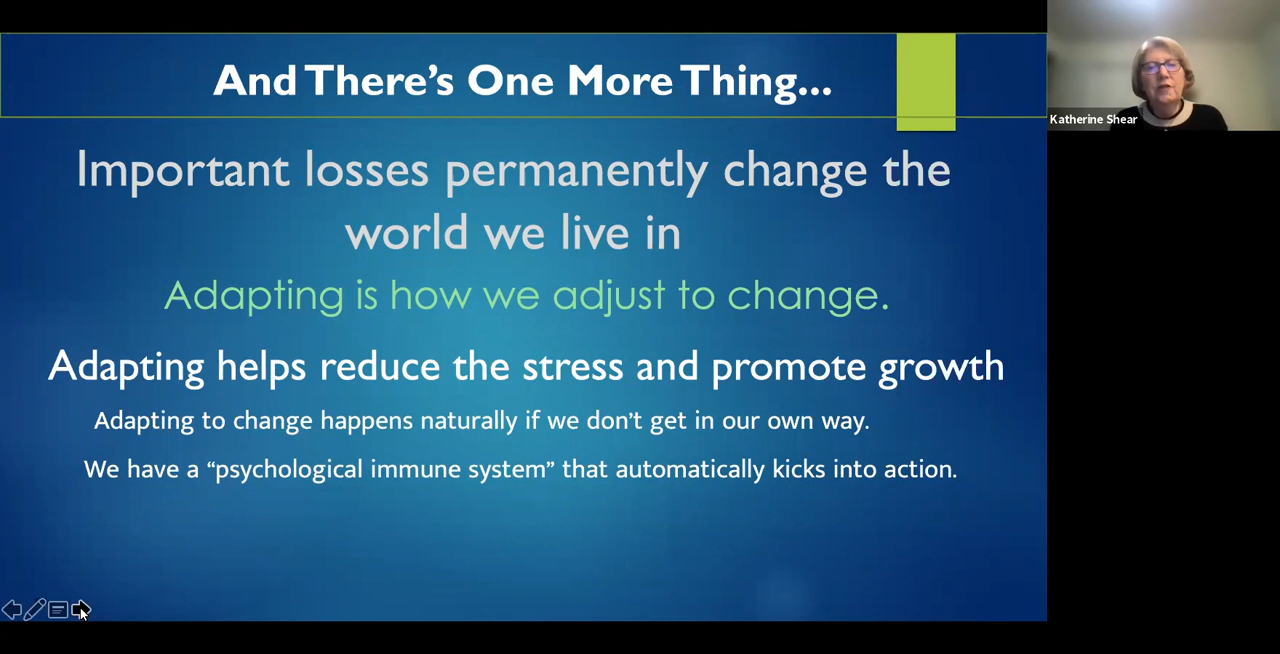 And There’s One More Thing...
Katherine Shear
Important losses permanently change the
world we live in
Adapting is how we adjust to change.
Adapting helps reduce the stress and promote growth
Adapting to change happens naturally if we don’t get in our own way.
We have a “psychological immune system” that automatically kicks into action.